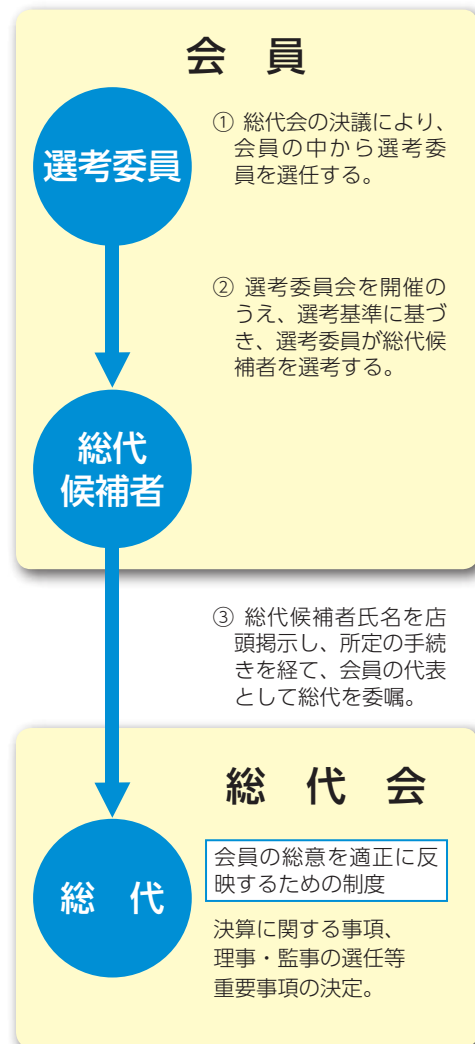 会 員
選考委員
① 総代会の決議により、
会員の中から選考委
員を選任する。
② 選考委員会を開催の
うえ、選考基準に基づ
き、選考委員が総代候
補者を選考する。
総代
候補者
③ 総代候補者氏名を店
頭掲示し、所定の手続
きを経て、会員の代表
として総代を委嘱。
総 代 会
総 代
会員の総意を適正に反
映するための制度
決算に関する事項、
理事・監事の選任等
重要事項の決定。